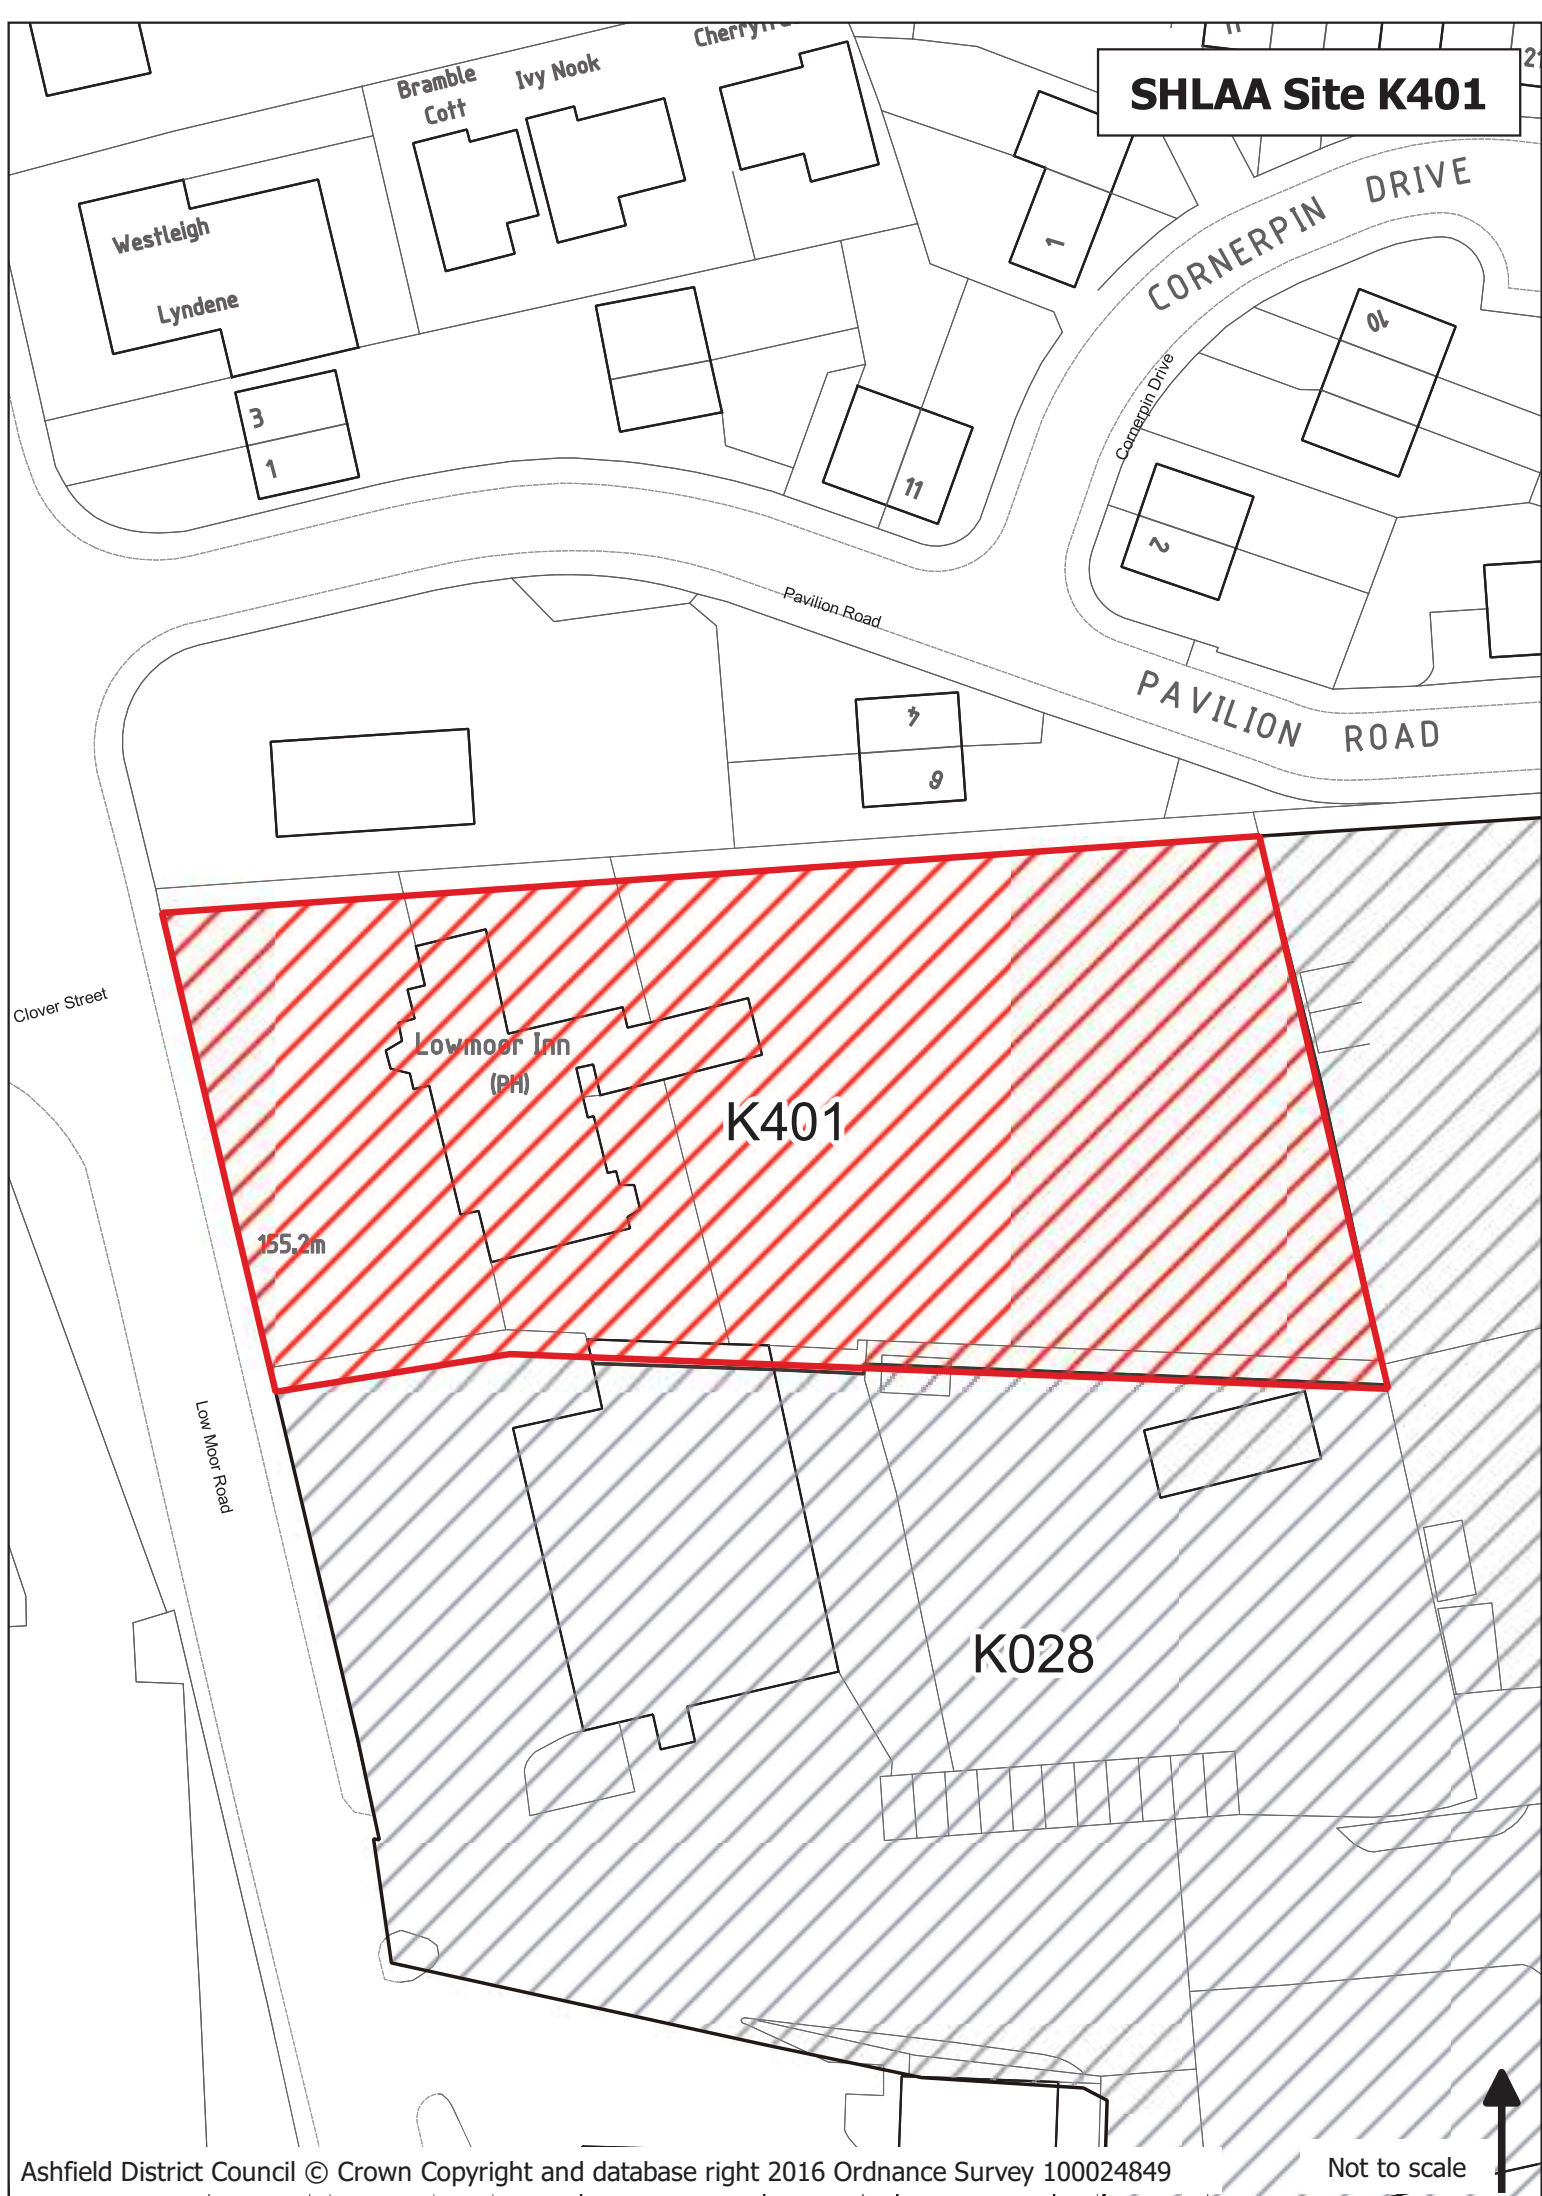 SHLAA Site K401
Bramble
Cott
Ivy Nook
Westleigh
Lyndene
3
1
1
11
10
2
CORNERPIN DRIVE
Cornerpin Drive
Pavilion Road
PAVILION ROAD
4
6
Clover Street
Lowmoor Inn
(PH)
K401
155.2m
Low Moor Road
K028
Ashfield District Council © Crown Copyright and database right 2016 Ordnance Survey 100024849
Not to scale